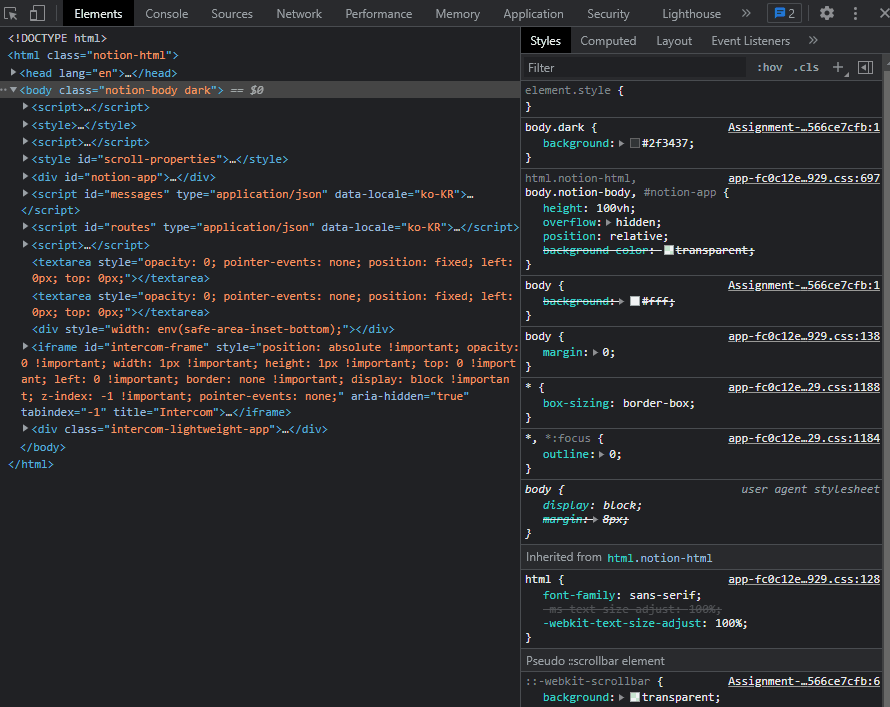 Elements Console Sources Network Performance Memory Application Security Lighthouse » 2
<!DOCTYPE html>
<html class="notion-html">
<head lang="en">…</head>
<body class="notion-body dark"> == $0
<script>…</script>
<style>…</style>
<script>…</script>
<style id="scroll-properties">…</style>
<div id="notion-app">…</div>
<script id="messages" type="application/json" data-locale="ko-KR">…
</script>
<script id="routes" type="application/json" data-locale="ko-KR">…</script>
<script>…</script>
<textarea style="opacity: 0; pointer-events: none; position: fixed; left:
0px; top: 0px;"></textarea>
<textarea style="opacity: 0; pointer-events: none; position: fixed; left:
0px; top: 0px;"></textarea>
<div style="width: env(safe-area-inset-bottom);"></div>
<iframe id="intercom-frame" style="position: absolute !important; opacity:
0 !important; width: 1px !important; height: 1px !important; top: 0 !import
ant; left: 0 !important; border: none !important; display: block !importan
t; z-index: -1 !important; pointer-events: none;" aria-hidden="true"
tabindex="-1" title="Intercom">…</iframe>
<div class="intercom-lightweight-app">…</div>
</body>
</html>
Styles Computed Layout Event Listeners »
Filter :hov .cls +
element.style {
}
body.dark { Assignment-…566ce7cfb:1
background: #2f3437;
}
html.notion-html, app-fc0c12e…929.css:697
body.notion-body, #notion-app {
height: 100vh;
overflow: hidden;
position: relative;
background-color: transparent;
}
body { Assignment-…566ce7cfb:1
background: #fff;
}
body { app-fc0c12e…929.css:138
margin: 0;
}
* { app-fc0c12e…29.css:1188
box-sizing: border-box;
}
*, *:focus { app-fc0c12e…29.css:1184
outline: 0;
}
body { user agent stylesheet
display: block;
margin: 8px;
}
Inherited from html.notion-html
html { app-fc0c12e…929.css:128
font-family: sans-serif;
-ms-text-size-adjust: 100%;
-webkit-text-size-adjust: 100%;
}
Pseudo ::scrollbar element
::-webkit-scrollbar { Assignment-…566ce7cfb:6
background: transparent;